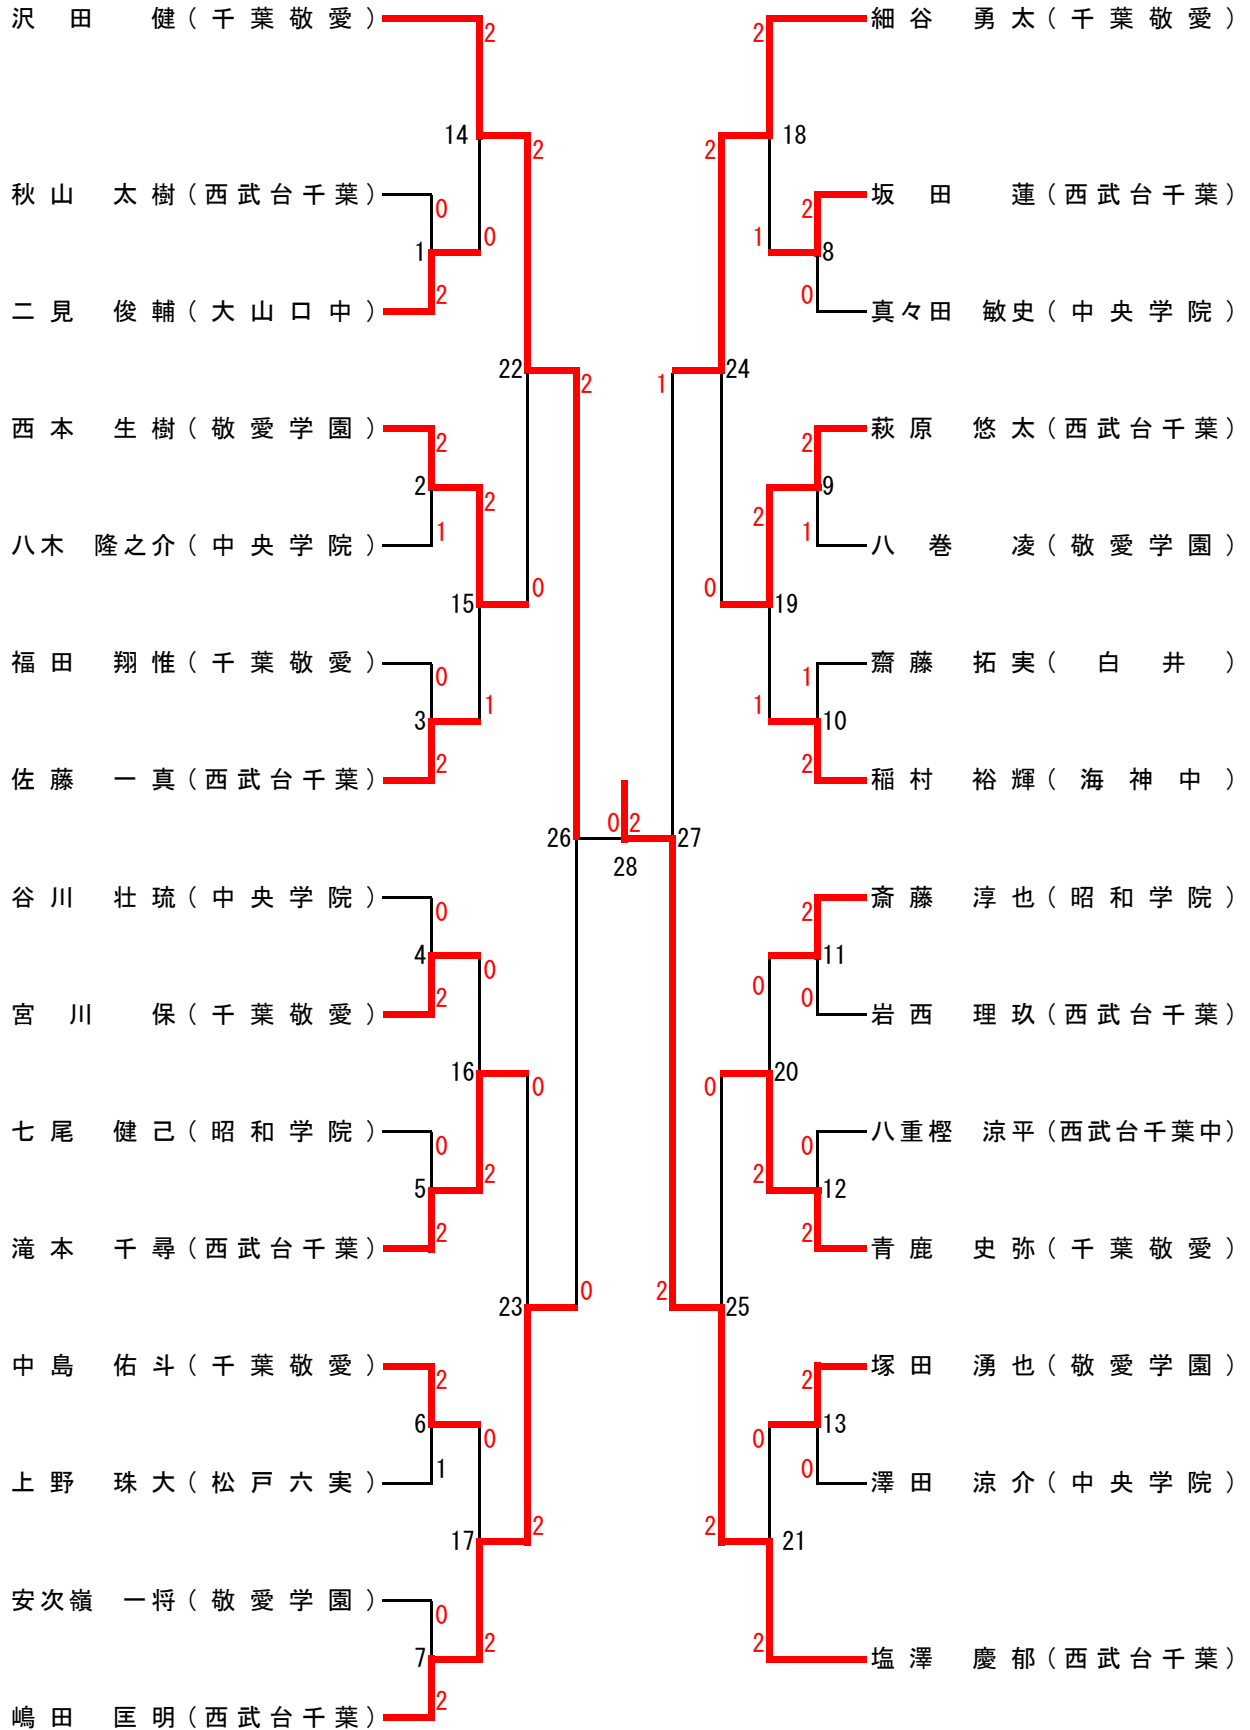 沢田 健（千葉敬愛）
2
14
2
秋山 太樹（西武台千葉）
0
1
0
二見 俊輔（大山口中）
2
22
2
西本 生樹（敬愛学園）
2
2
2
八木 隆之介（中央学院）
1
15
0
福田 翔惟（千葉敬愛）
0
3
1
佐藤 一真（西武台千葉）
2
26
0
2
28
27
谷川 壮琉（中央学院）
0
4
0
宮川 保（千葉敬愛）
2
16
0
七尾 健己（昭和学院）
0
5
2
滝本 千尋（西武台千葉）
2
23
0
中島 佑斗（千葉敬愛）
2
6
0
上野 珠大（松戸六実）
1
17
2
安次嶺 一将（敬愛学園）
0
7
2
嶋田 匡明（西武台千葉）
2
細谷 勇太（千葉敬愛）
2
18
2
坂田 蓮（西武台千葉）
2
8
1
真々田 敏史（中央学院）
0
24
1
萩原 悠太（西武台千葉）
2
9
2
八巻 凌（敬愛学園）
1
19
0
齋藤 拓実（白井）
1
10
1
稲村 裕輝（海神中）
2
斎藤 淳也（昭和学院）
2
11
0
岩西 理玖（西武台千葉）
0
20
0
八重樫 涼平（西武台千葉中）
0
12
2
青鹿 史弥（千葉敬愛）
2
25
2
塚田 湧也（敬愛学園）
2
13
0
澤田 涼介（中央学院）
0
21
2
塩澤 慶郁（西武台千葉）
2